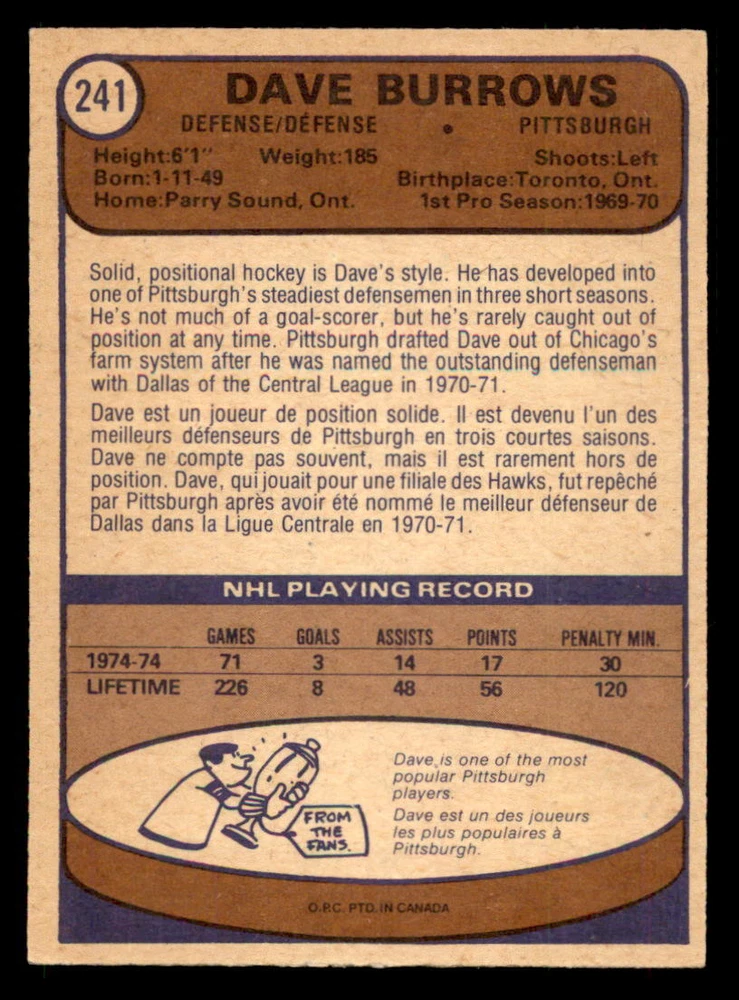 241
DAVE BURROWS
DEFENSE/DÉFENSE • PITTSBURGH
Height:6'1" Weight:185 Shoots:Left
Born:1-11-49 Birthplace:Toronto, Ont.
Home:Parry Sound, Ont. 1st Pro Season:1969-70
Solid, positional hockey is Dave's style. He has developed into
one of Pittsburgh's steadiest defensemen in three short seasons.
He's not much of a goal-scorer, but he's rarely caught out of
position at any time. Pittsburgh drafted Dave out of Chicago's
farm system after he was named the outstanding defenseman
with Dallas of the Central League in 1970-71.
Dave est un joueur de position solide. Il est devenu l'un des
meilleurs défenseurs de Pittsburgh en trois courtes saisons.
Dave ne compte pas souvent, mais il est rarement hors de
position. Dave, qui jouait pour une filiale des Hawks, fut repêché
par Pittsburgh après avoir été nommé le meilleur défenseur de
Dallas dans la Ligue Centrale en 1970-71.
NHL PLAYING RECORD
GAMES GOALS ASSISTS POINTS PENALTY MIN.
1974-74 71 3 14 17 30
LIFETIME 226 8 48 56 120
FROM
THE
FANS.
Dave is one of the most
popular Pittsburgh
players.
Dave est un des joueurs
les plus populaires à
Pittsburgh.
O.P.C. PTD. IN CANADA